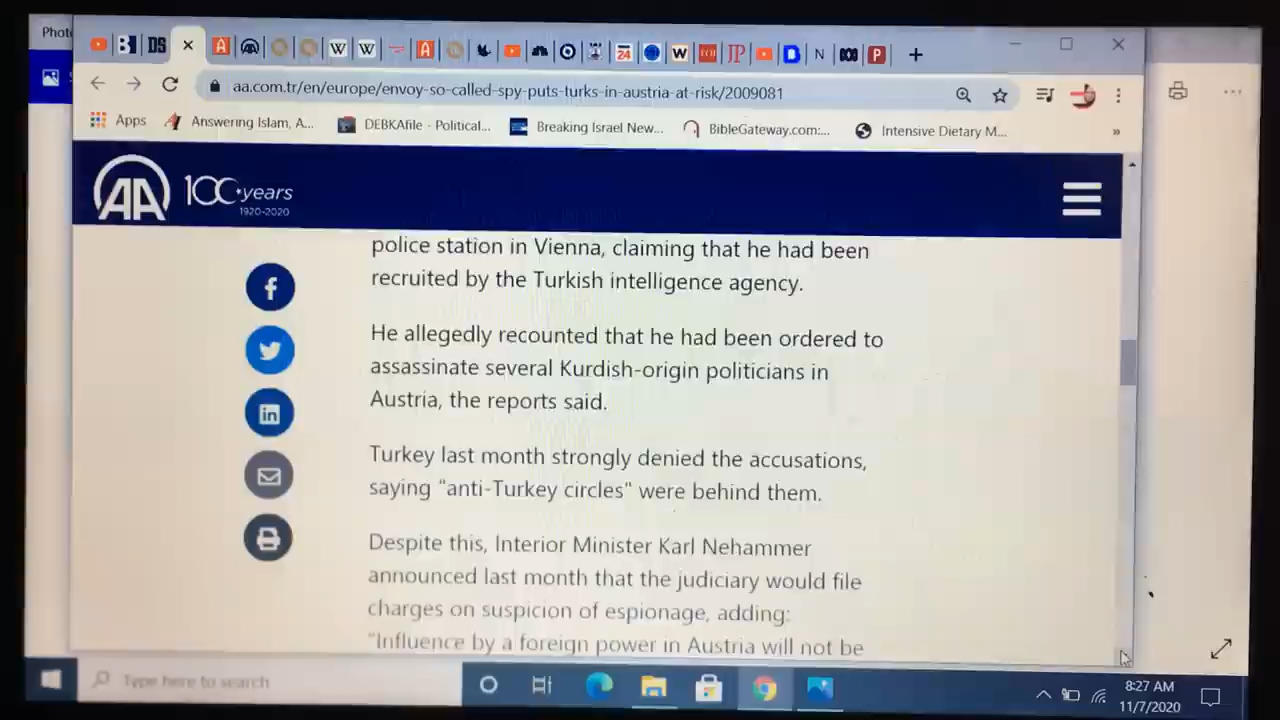 Phot
aa.com.tr/en/europe/envoy-so-called-spy-puts-turks-in-austria-at-risk/2009081
Apps
Answering Islam, A...
DEBKAfile - Political...
Breaking Israel New...
BibleGateway.com:...
Intensive Dietary M...
»
AA 100 years
1920-2020
police station in Vienna, claiming that he had been
recruited by the Turkish intelligence agency.
He allegedly recounted that he had been ordered to
assassinate several Kurdish-origin politicians in
Austria, the reports said.
Turkey last month strongly denied the accusations,
saying “anti-Turkey circles” were behind them.
Despite this, Interior Minister Karl Nehammer
announced last month that the judiciary would file
charges on suspicion of espionage, adding:
“Influence by a foreign power in Austria will not be
Type here to search
8:27 AM
11/7/2020